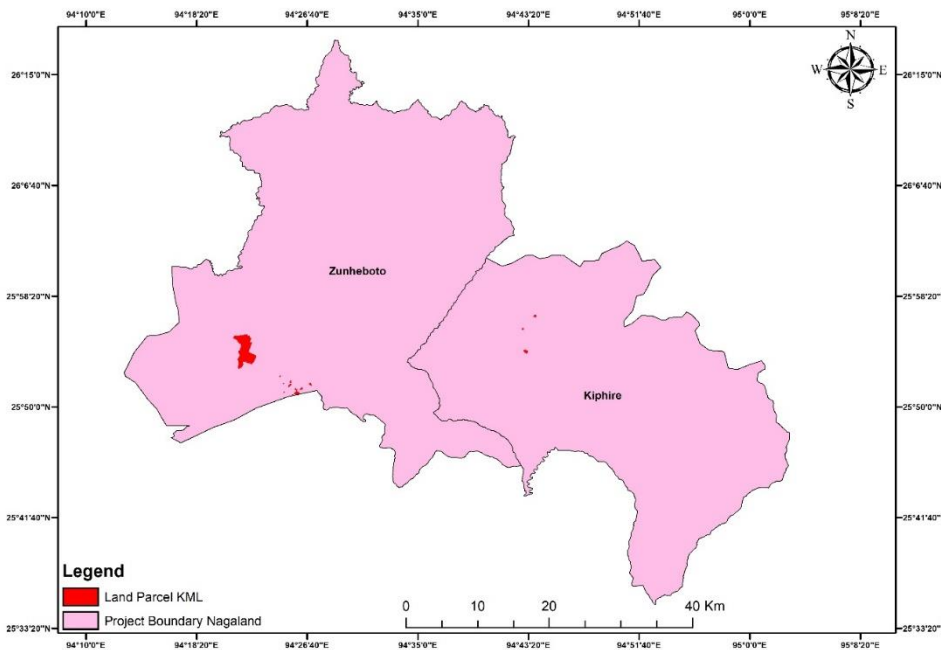 94°10'0"E 94°18'20"E 94°26'40"E 94°35'0"E 94°43'20"E 94°51'40"E 95°0'0"E 95°8'20"E
N
W E
S
26°15'0"N 26°15'0"N
26°6'40"N 26°6'40"N
Zunheboto
25°58'20"N 25°58'20"N
Kiphire
25°50'0"N 25°50'0"N
25°41'40"N 25°41'40"N
Legend
Land Parcel KML
Project Boundary Nagaland
0 10 20 40 Km
25°33'20"N 25°33'20"N
94°10'0"E 94°18'20"E 94°26'40"E 94°35'0"E 94°43'20"E 94°51'40"E 95°0'0"E 95°8'20"E